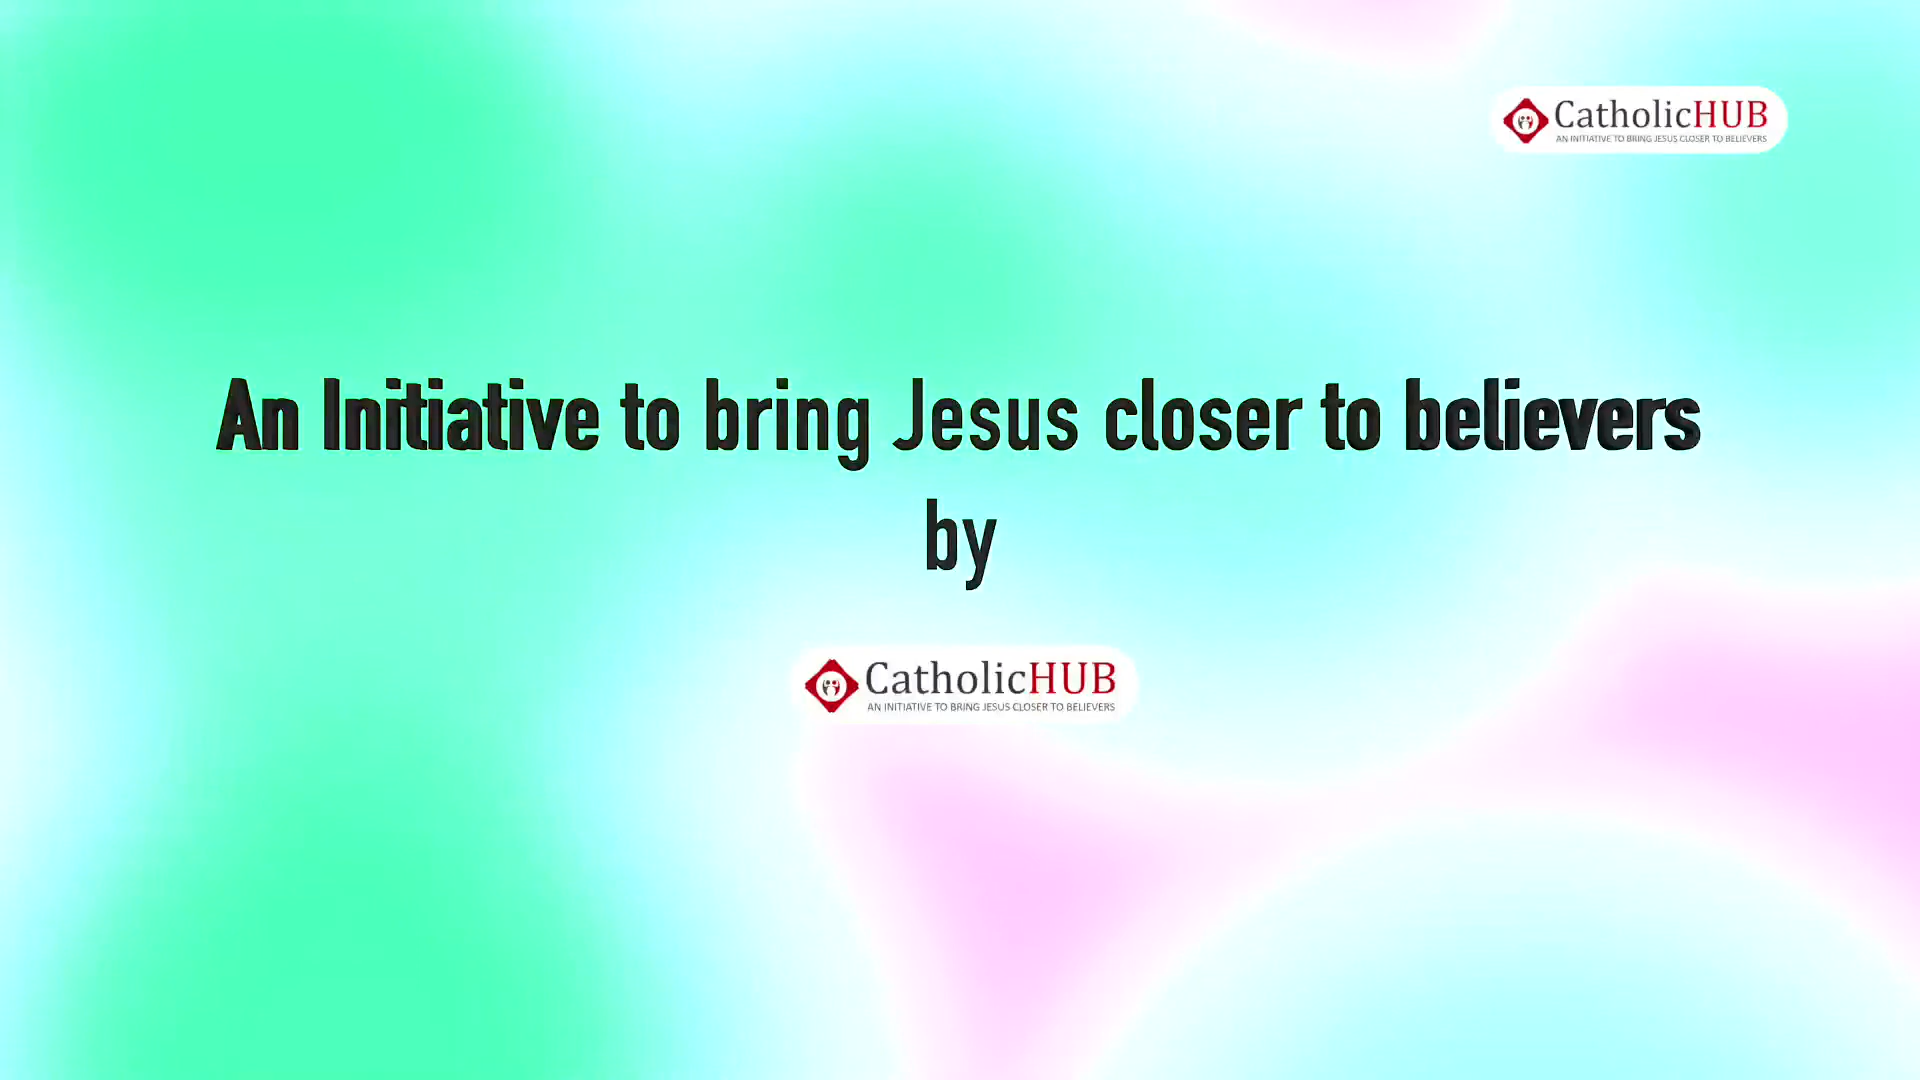 CatholicHUB
AN INITIATIVE TO BRING JESUS CLOSER TO BELIEVERS
An Initiative to bring Jesus closer to believers
by
CatholicHUB
AN INITIATIVE TO BRING JESUS CLOSER TO BELIEVERS